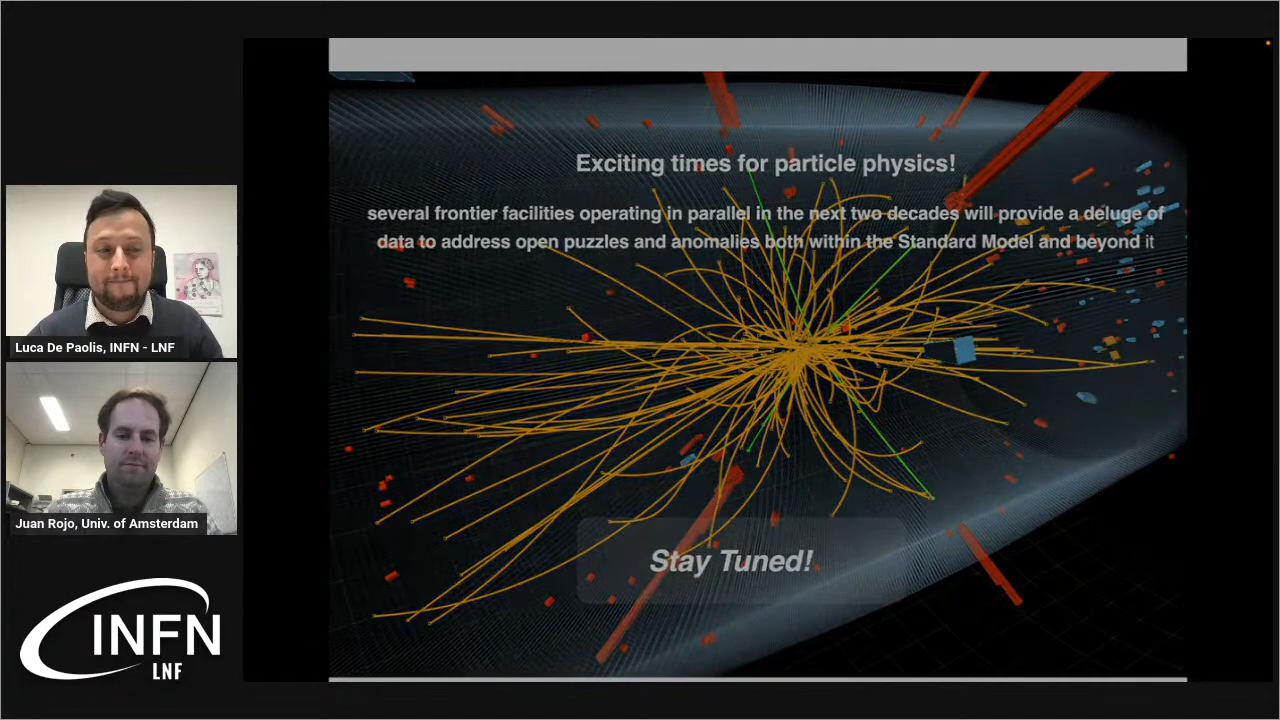 Exciting times for particle physics!
several frontier facilities operating in parallel in the next two decades will provide a deluge of
data to address open puzzles and anomalies both within the Standard Model and beyond it
Luca De Paolis, INFN - LNF
Juan Rojo, Univ. of Amsterdam
Stay Tuned!
INFN
LNF